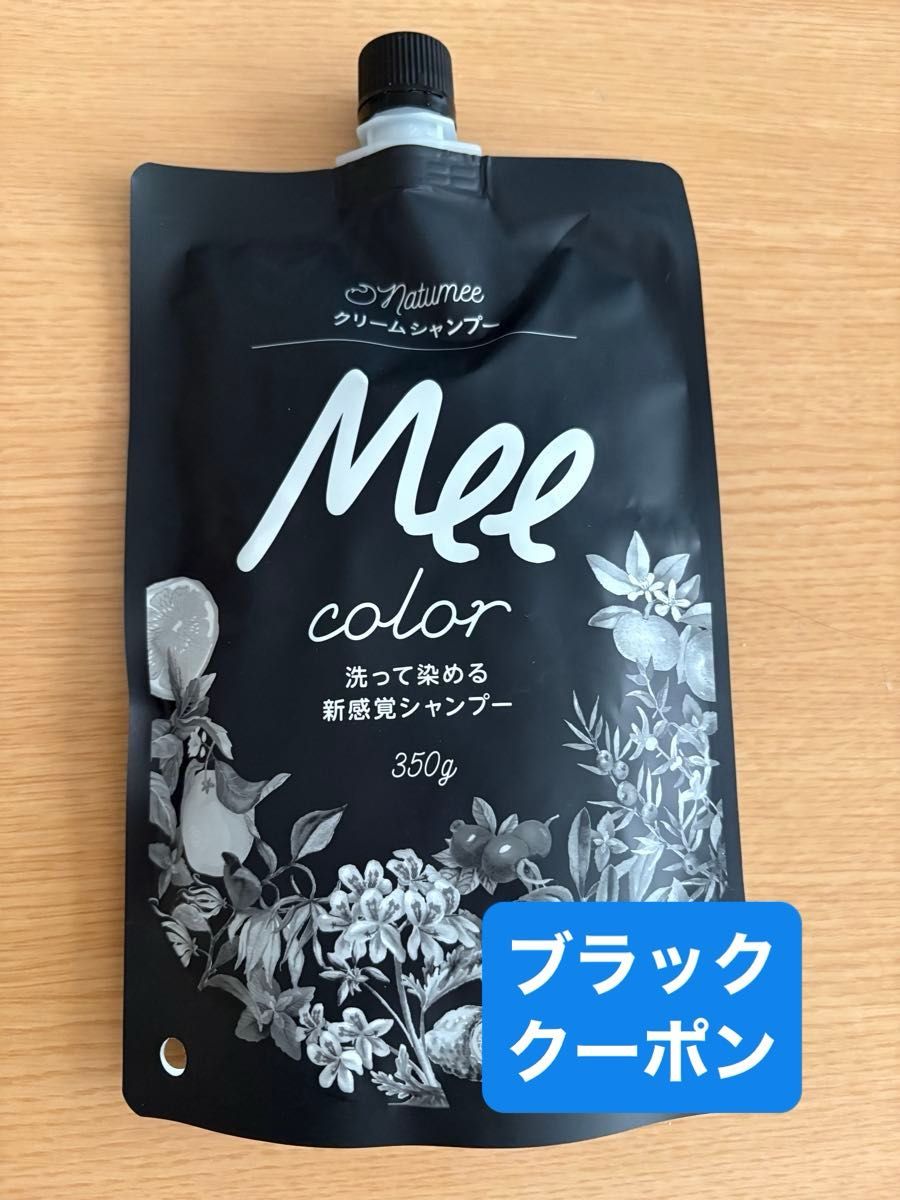 natumee
クリームシャンプー
Mee
color
洗って染める
新感覚シャンプー
350g
ブラック
クーポン